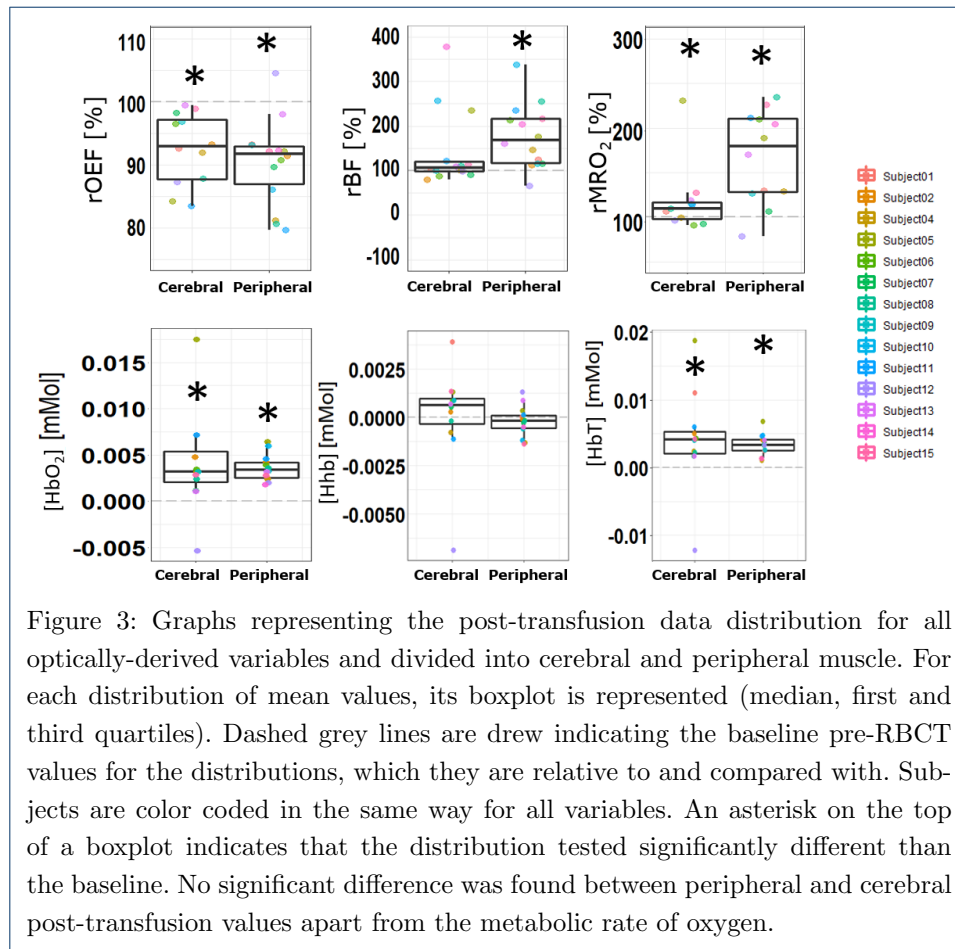 110
100
90
80
rOEF [%]
*
*
Cerebral Peripheral
400
300
200
100
0
-100
rBF [%]
*
Cerebral Peripheral
300
200
100
rMRO2 [%]
*
*
Cerebral Peripheral
0.015
0.010
0.005
0.000
-0.005
[HbO2] [mMol]
*
*
Cerebral Peripheral
0.0025
0.0000
-0.0025
-0.0050
[Hhb] [mMol]
Cerebral Peripheral
0.02
0.01
0.00
-0.01
[HbT] [mMol]
*
*
Cerebral Peripheral
Subject01
Subject02
Subject04
Subject05
Subject06
Subject07
Subject08
Subject09
Subject10
Subject11
Subject12
Subject13
Subject14
Subject15
Figure 3: Graphs representing the post-transfusion data distribution for all
optically-derived variables and divided into cerebral and peripheral muscle. For
each distribution of mean values, its boxplot is represented (median, first and
third quartiles). Dashed grey lines are drew indicating the baseline pre-RBCT
values for the distributions, which they are relative to and compared with. Sub-
jects are color coded in the same way for all variables. An asterisk on the top
of a boxplot indicates that the distribution tested significantly different than
the baseline. No significant difference was found between peripheral and cerebral
post-transfusion values apart from the metabolic rate of oxygen.